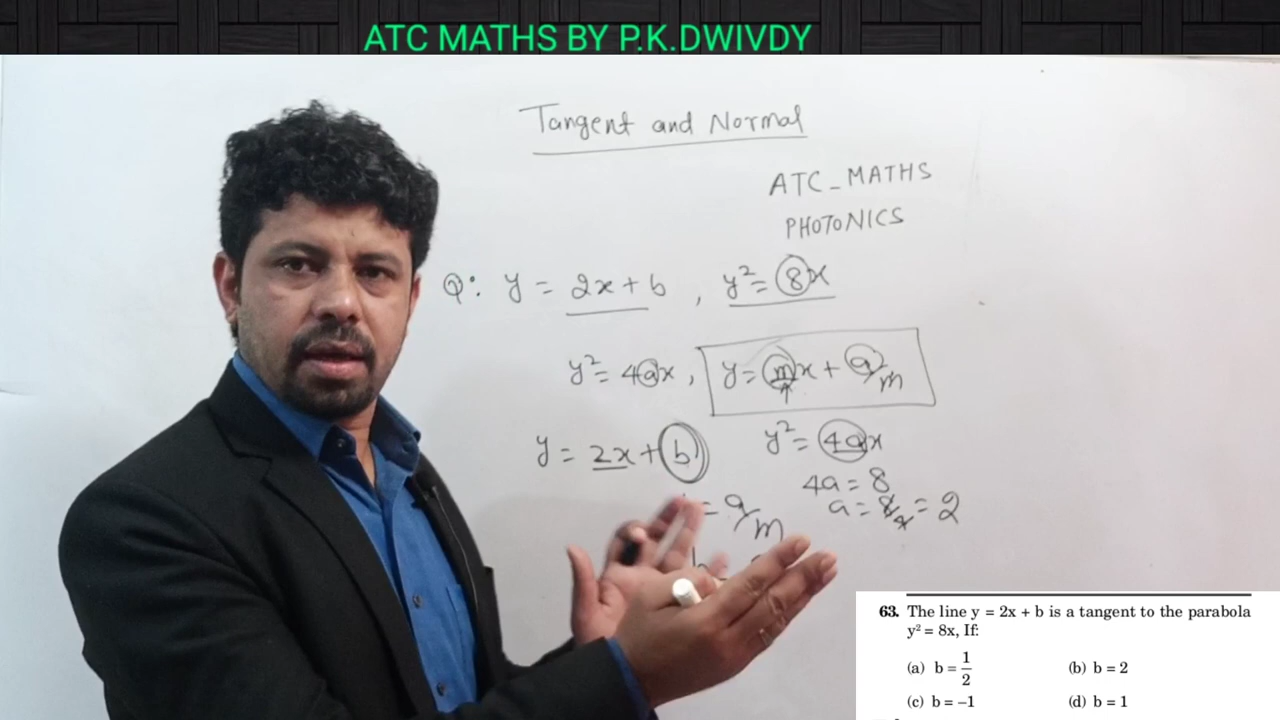 ATC MATHS BY P.K.DWIVDY
Tangent and Normal
ATC_MATHS
PHOTONICS
Q: y = 2x + b , y² = 8x
y² = 4ax , y = mx + a/m
y = 2x + b y² = 4ax
4a = 8
= a/m a = 8/4 = 2
b
63. The line y = 2x + b is a tangent to the parabola
y² = 8x, If:
(a) b = 1/2 (b) b = 2
(c) b = –1 (d) b = 1